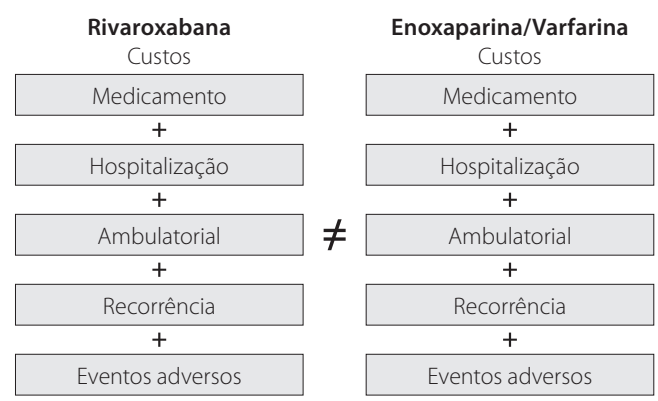 Rivaroxabana
Custos
Medicamento
+
Hospitalização
+
Ambulatorial
+
Recorrência
+
Eventos adversos
≠
Enoxaparina/Varfarina
Custos
Medicamento
+
Hospitalização
+
Ambulatorial
+
Recorrência
+
Eventos adversos